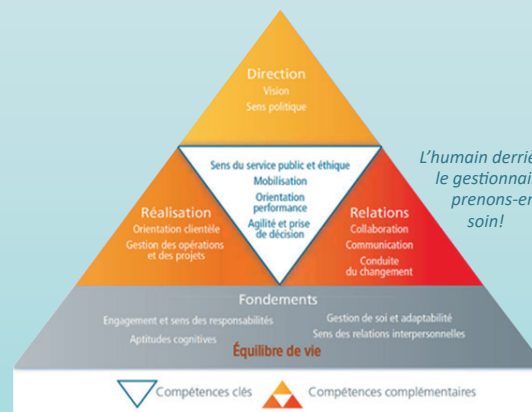 Direction
Vision
Sens politique
Sens du service public et éthique
Mobilisation
Orientation
performance
Agilité et prise
de décision
Réalisation
Orientation clientèle
Gestion des opérations
et des projets
Relations
Collaboration
Communication
Conduite
du changement
L'humain
le
prenons-
soin!
Fondements
Engagement et sens des responsabilités
Aptitudes cognitives
Gestion de soi et adaptabilité
Sens des relations interpersonnelles
Équilibre de vie
Compétences clés
Compétences complémentaires